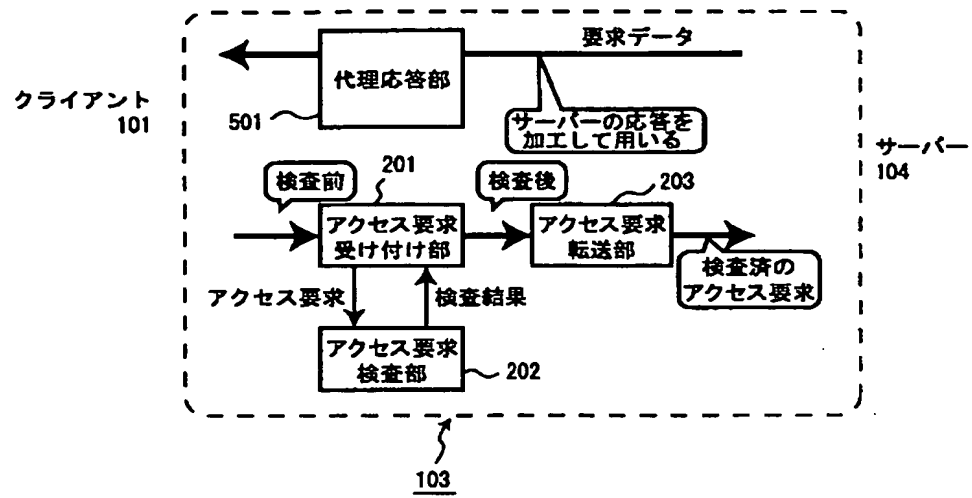 要求データ
代理応答部
クライアント
101
501
サーバーの応答を
加工して用いる
サーバー
104
検査前
201
検査後
203
アクセス要求
受け付け部
アクセス要求
転送部
検査済の
アクセス要求
アクセス要求
検査結果
アクセス要求
検査部
202
103